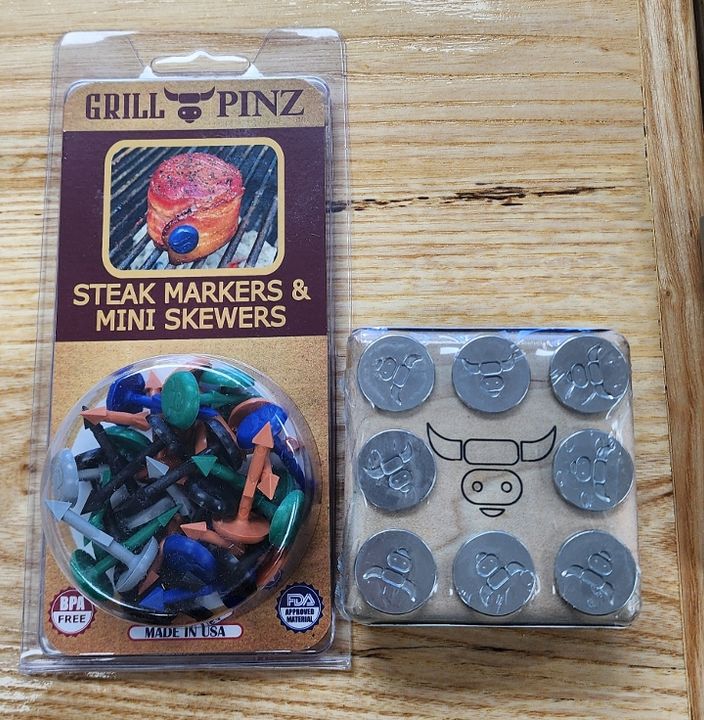 GRILL PINZ
STEAK MARKERS &
MINI SKEWERS
BPA
FREE
MADE IN USA
FDA
APPROVED
MATERIAL